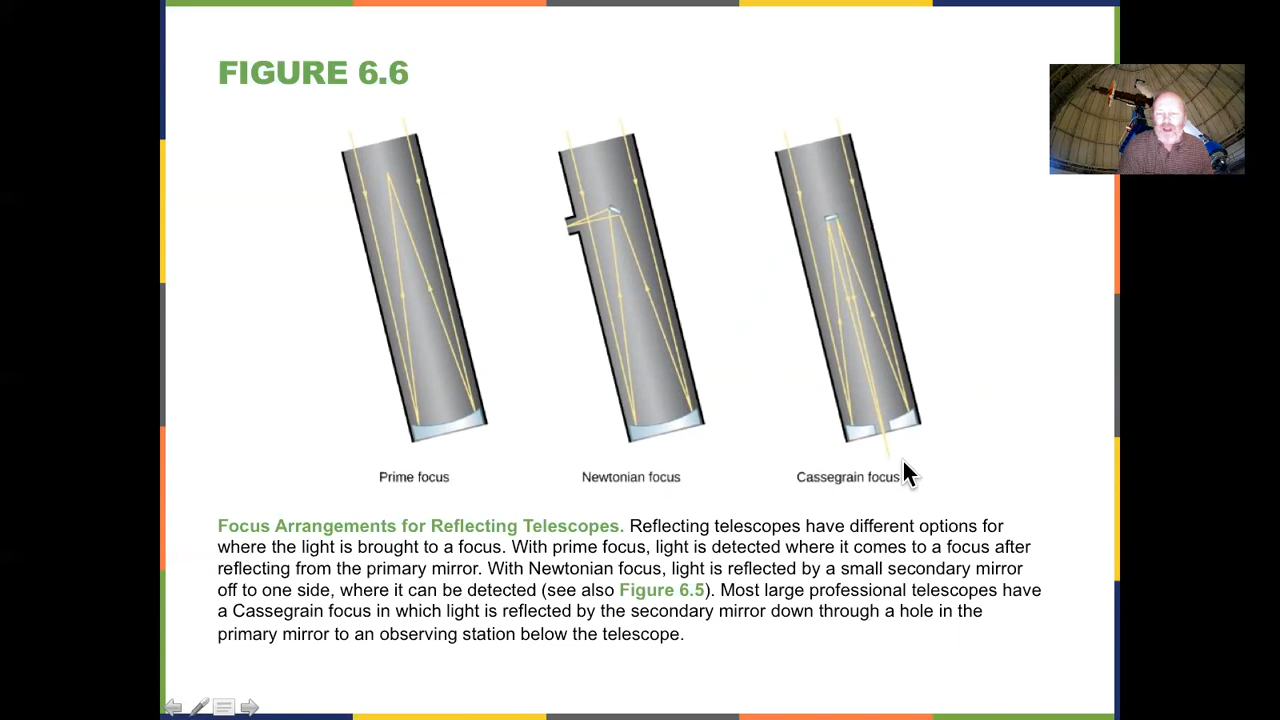 FIGURE 6.6
Prime focus
Newtonian focus
Cassegrain focus
Focus Arrangements for Reflecting Telescopes. Reflecting telescopes have different options for
where the light is brought to a focus. With prime focus, light is detected where it comes to a focus after
reflecting from the primary mirror. With Newtonian focus, light is reflected by a small secondary mirror
off to one side, where it can be detected (see also Figure 6.5). Most large professional telescopes have
a Cassegrain focus in which light is reflected by the secondary mirror down through a hole in the
primary mirror to an observing station below the telescope.